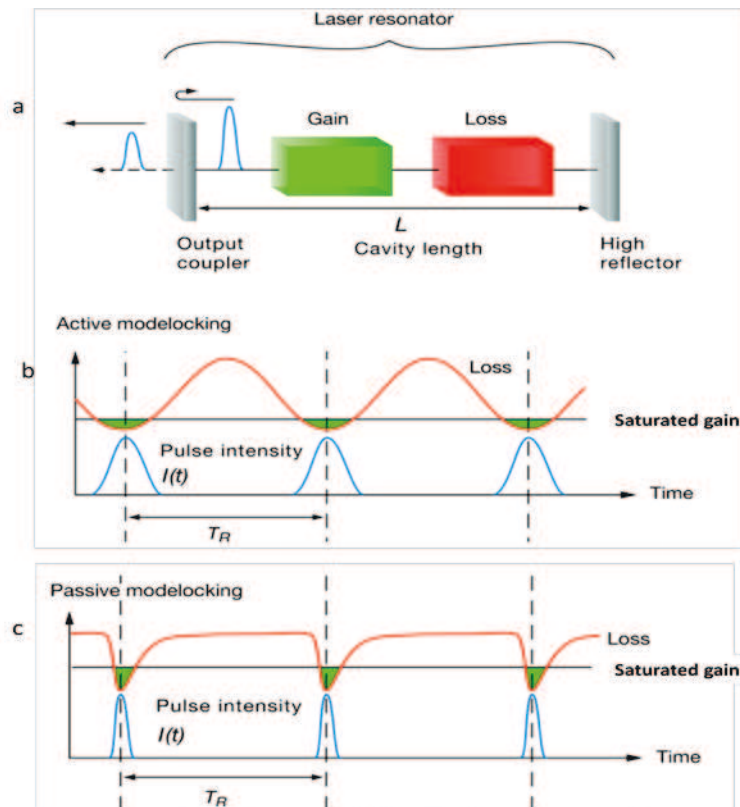 Laser resonator
a
Gain
Loss
L
Output
coupler
Cavity length
High
reflector
Active modelocking
b
Loss
Saturated gain
Pulse intensity
I(t)
Time
T_R
Passive modelocking
c
Loss
Saturated gain
Pulse intensity
I(t)
Time
T_R